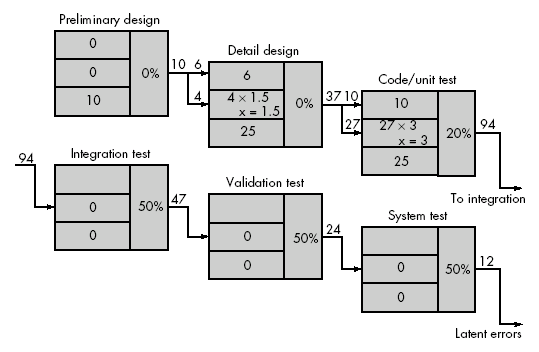 Preliminary design
0
0
10
0%
10 6
4
Detail design
6
4 × 1.5
x = 1.5
25
0%
37 10
27
Code/unit test
10
27 × 3
x = 3
25
20%
94
To integration
94
Integration test
0
0
50%
47
Validation test
0
0
50%
24
System test
0
0
50%
12
Latent errors